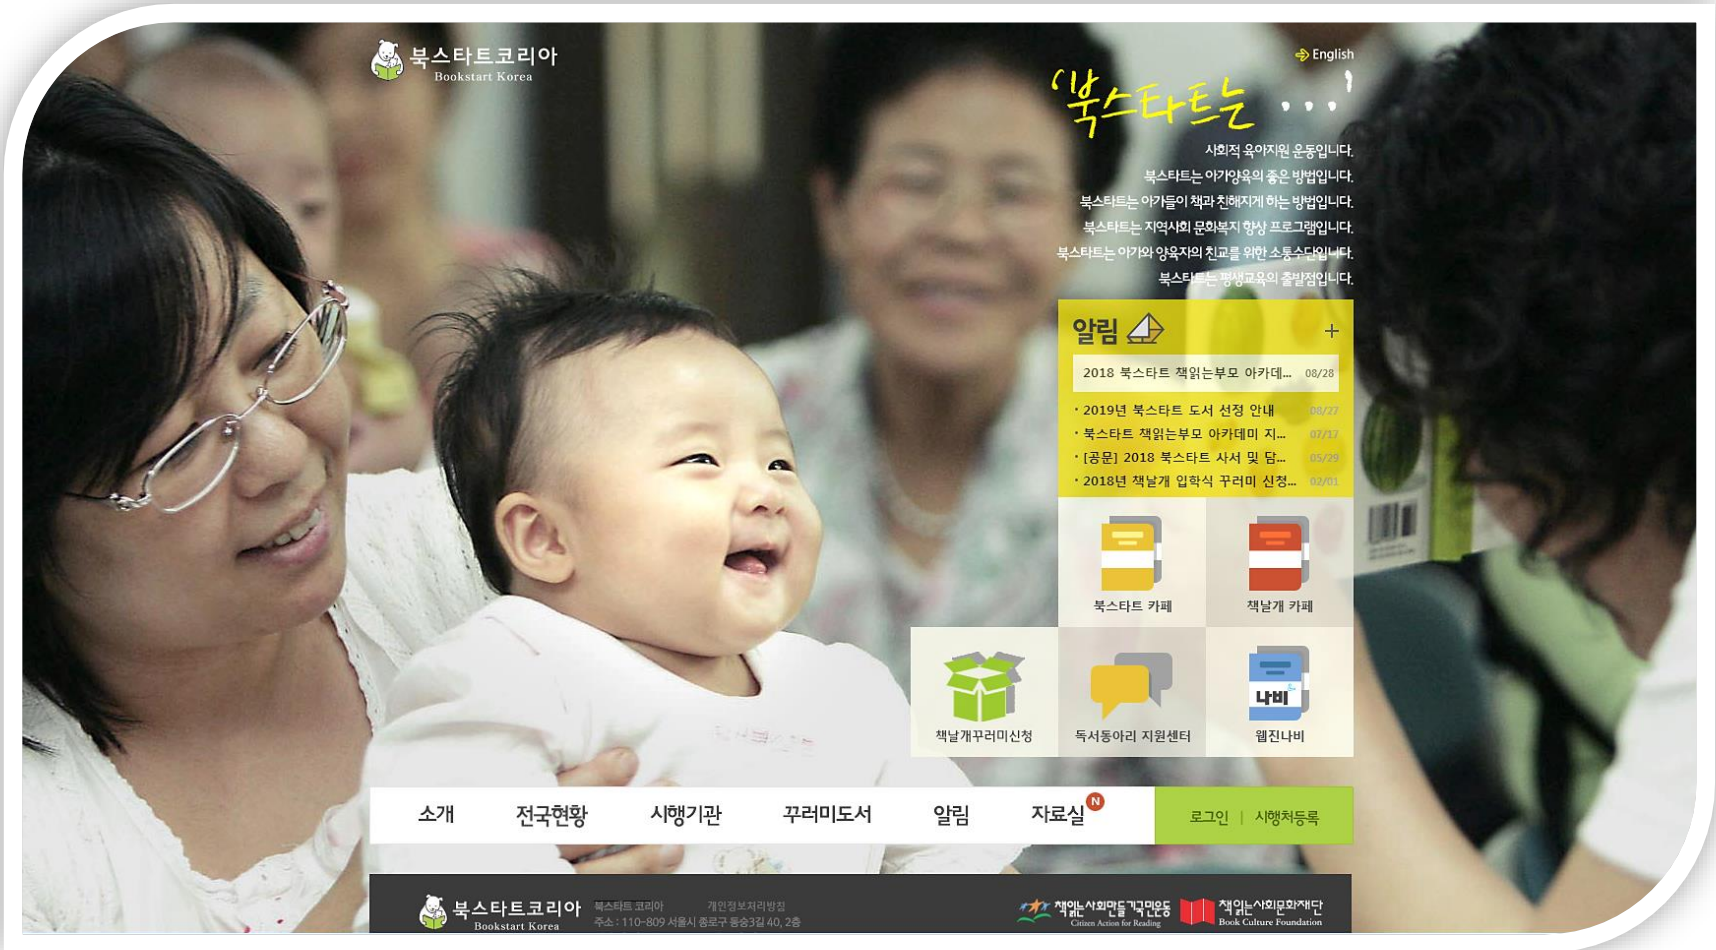 북스타트코리아
Bookstart Korea
English
'북스타트는 ...'
사회적 육아지원 운동입니다.
북스타트는 아가양육의 좋은 방법입니다.
북스타트는 아가들이 책과 친해지게 하는 방법입니다.
북스타트는 지역사회 문화복지 향상 프로그램입니다.
북스타트는 아가와 양육자의 친교를 위한 소통수단입니다.
북스타트는 평생교육의 출발점입니다.
알림 +
2018 북스타트 책읽는부모 아카데... 08/28
· 2019년 북스타트 도서 선정 안내 08/27
· 북스타트 책읽는부모 아카데미 지... 07/17
· [공문] 2018 북스타트 사서 및 담... 05/29
· 2018년 책날개 입학식 꾸러미 신청... 02/01
북스타트 카페
책날개 카페
나비
책날개꾸러미신청
독서동아리 지원센터
웹진나비
소개 전국현황 시행기관 꾸러미도서 알림 자료실 N 로그인 | 시행처등록
북스타트코리아
Bookstart Korea
북스타트 코리아 개인정보처리방침
주소 : 110-809 서울시 종로구 동숭3길 40, 2층
책읽는사회만들기국민운동
Citizen Action for Reading
책읽는사회문화재단
Book Culture Foundation